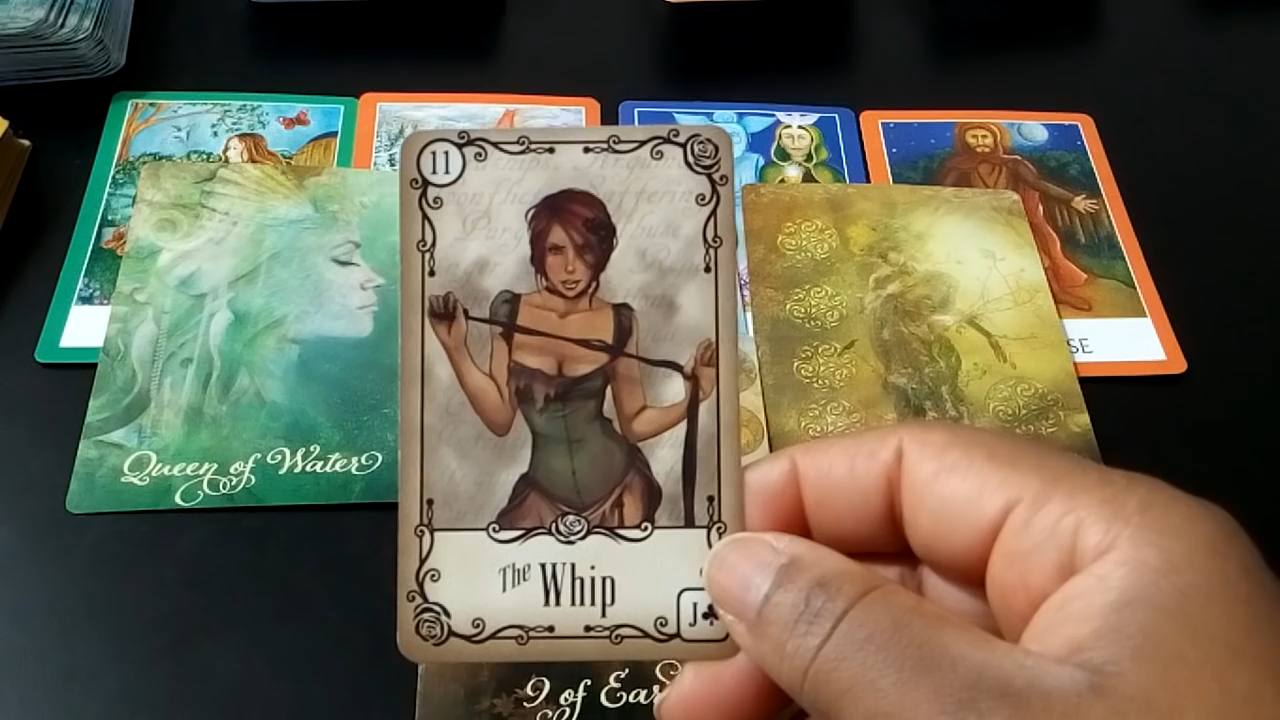 11
Queen of Water
The Whip
J♣
SE
9 of Ear